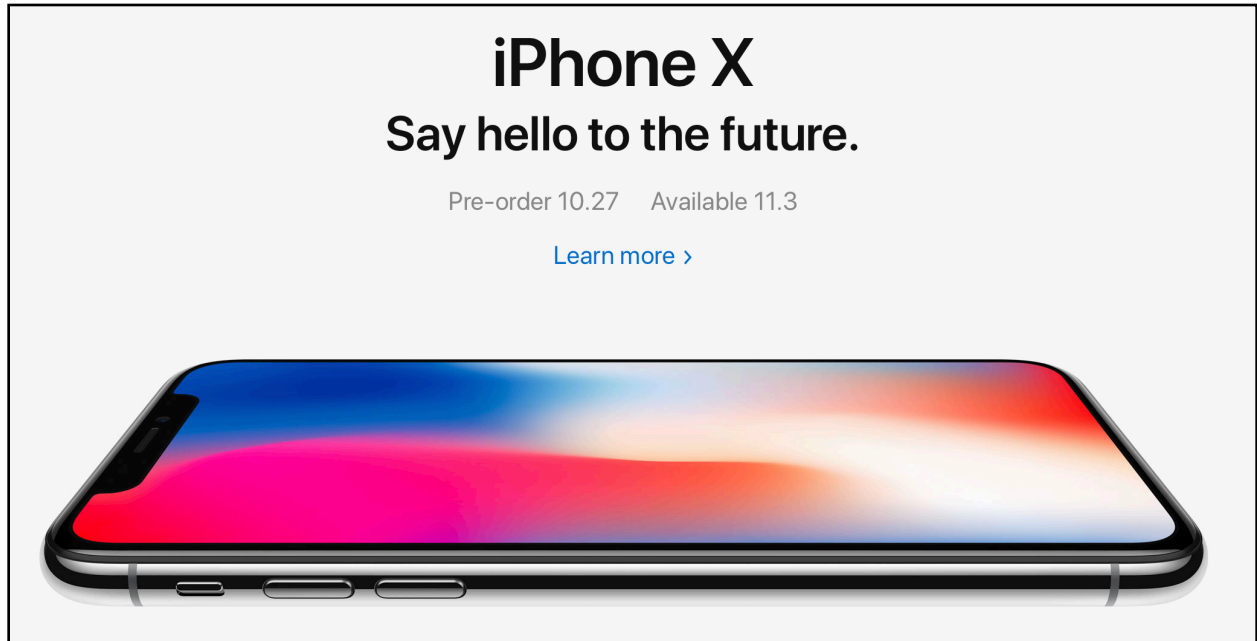 iPhone X
Say hello to the future.
Pre-order 10.27 Available 11.3
Learn more ›